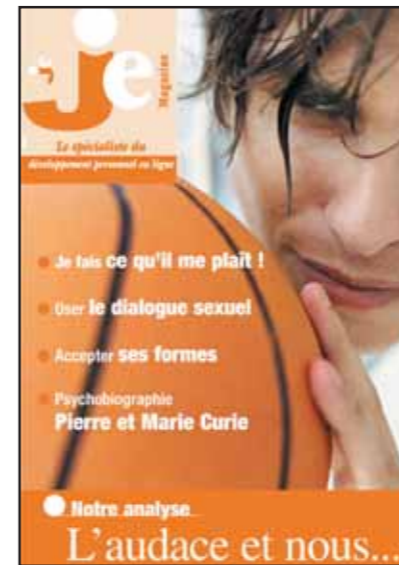 je
Magazine
Le spécialiste du
développement personnel en ligne
Je fais ce qu'il me plaît !
Oser le dialogue sexuel
Accepter ses formes
Psychobiographie
Pierre et Marie Curie
Notre analyse...
L'audace et nous...